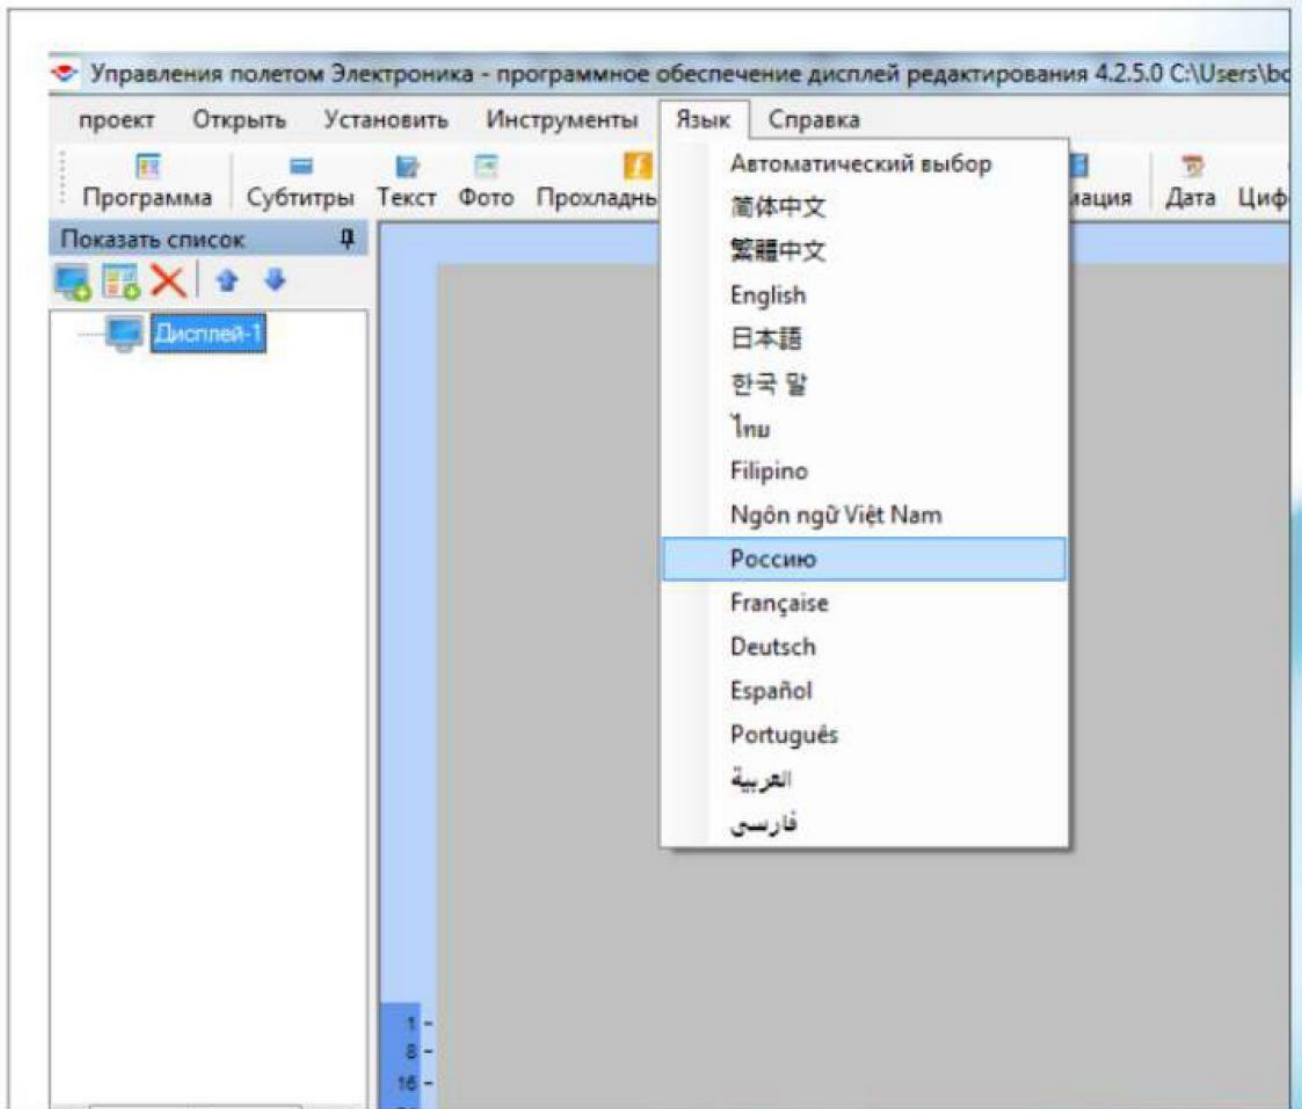 Управления полетом Электроника - программное обеспечение дисплей редактирования 4.2.5.0 C:\Users\bc
проект Открыть Установить Инструменты Язык Справка
Программа Субтитры Текст Фото Прохладнь мация Дата Циф
Показать список
Дисплей-1
Автоматический выбор
简体中文
繁體中文
English
日本語
한국 말
ไทย
Filipino
Ngôn ngữ Việt Nam
Россию
Française
Deutsch
Español
Português
العربية
فارسی
1
8
16